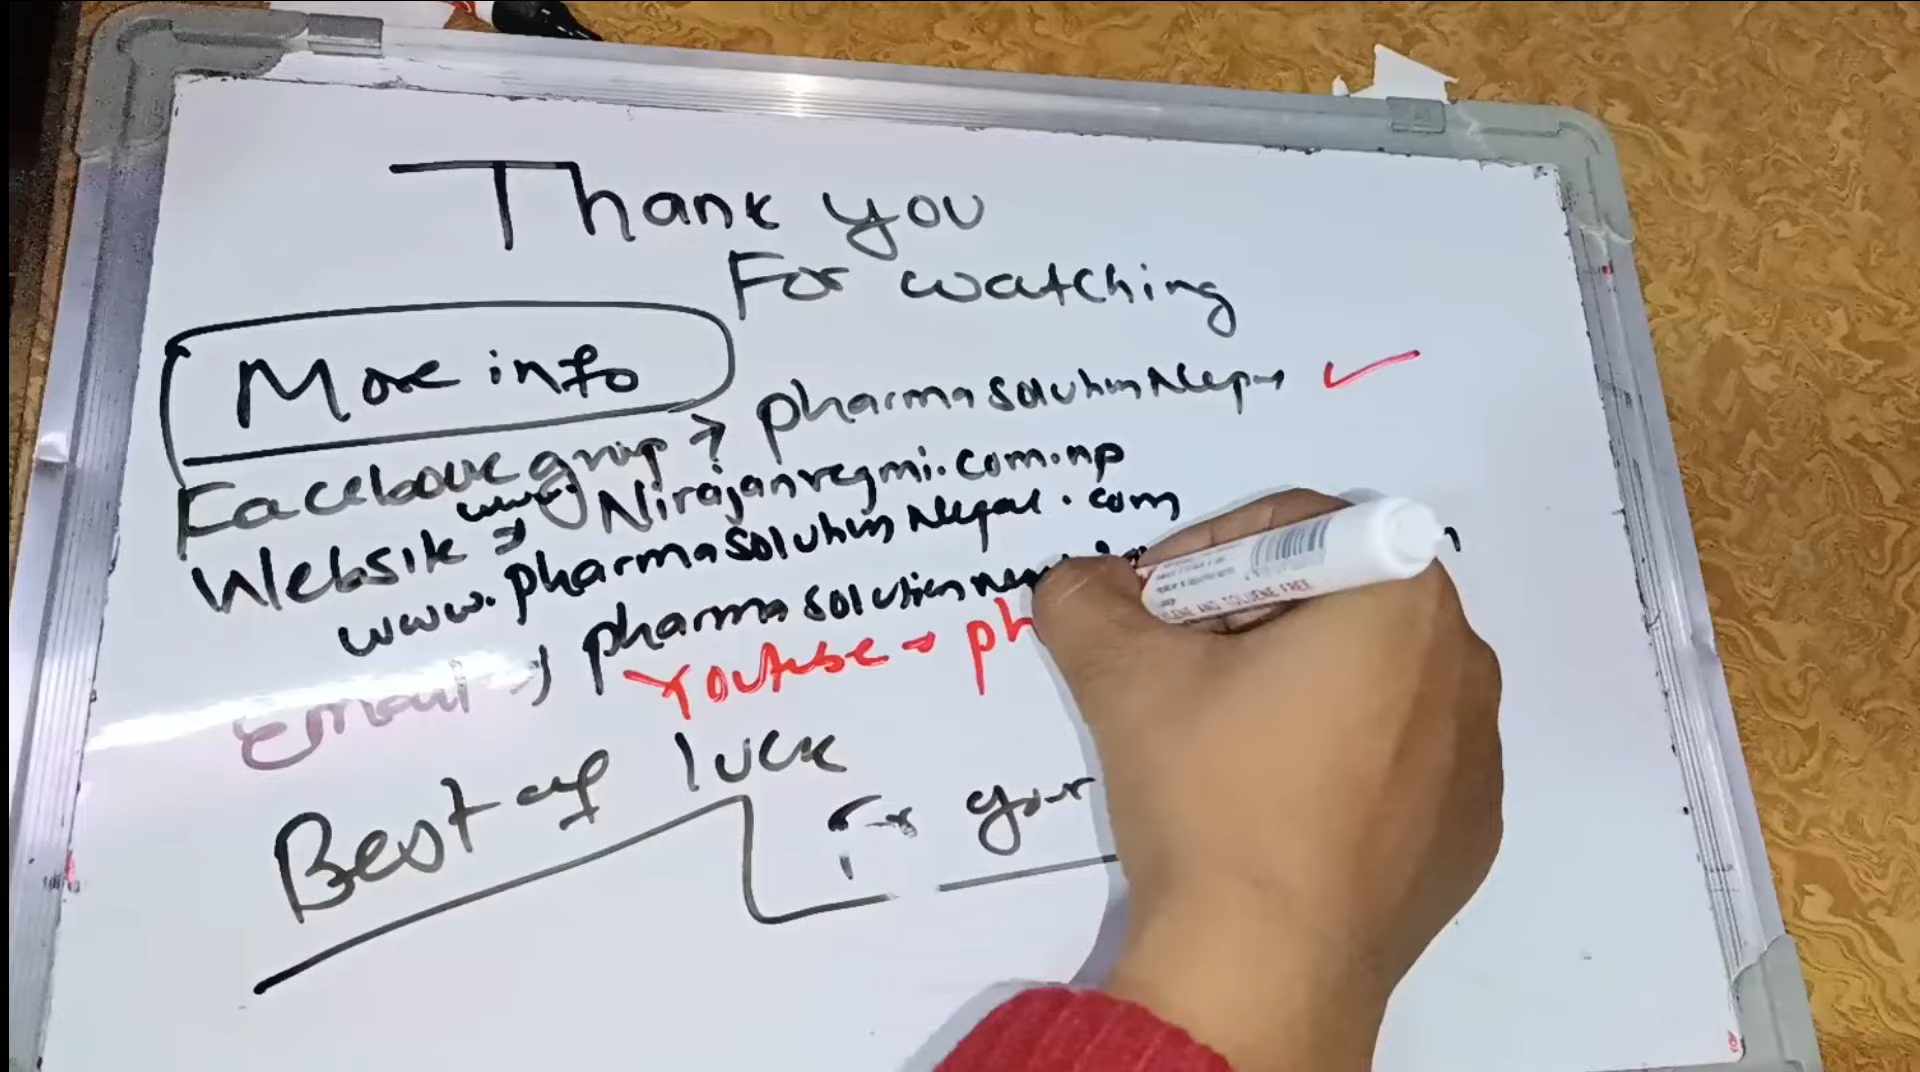 Thank you
For watching
More info
Facebook group → pharmasolutionNepal ✓
Website → www. Nirajanregmi.com.np
www.pharmasolutionNepal.com
Email → pharmasolution
Youtube → ph
Best of luck
For your